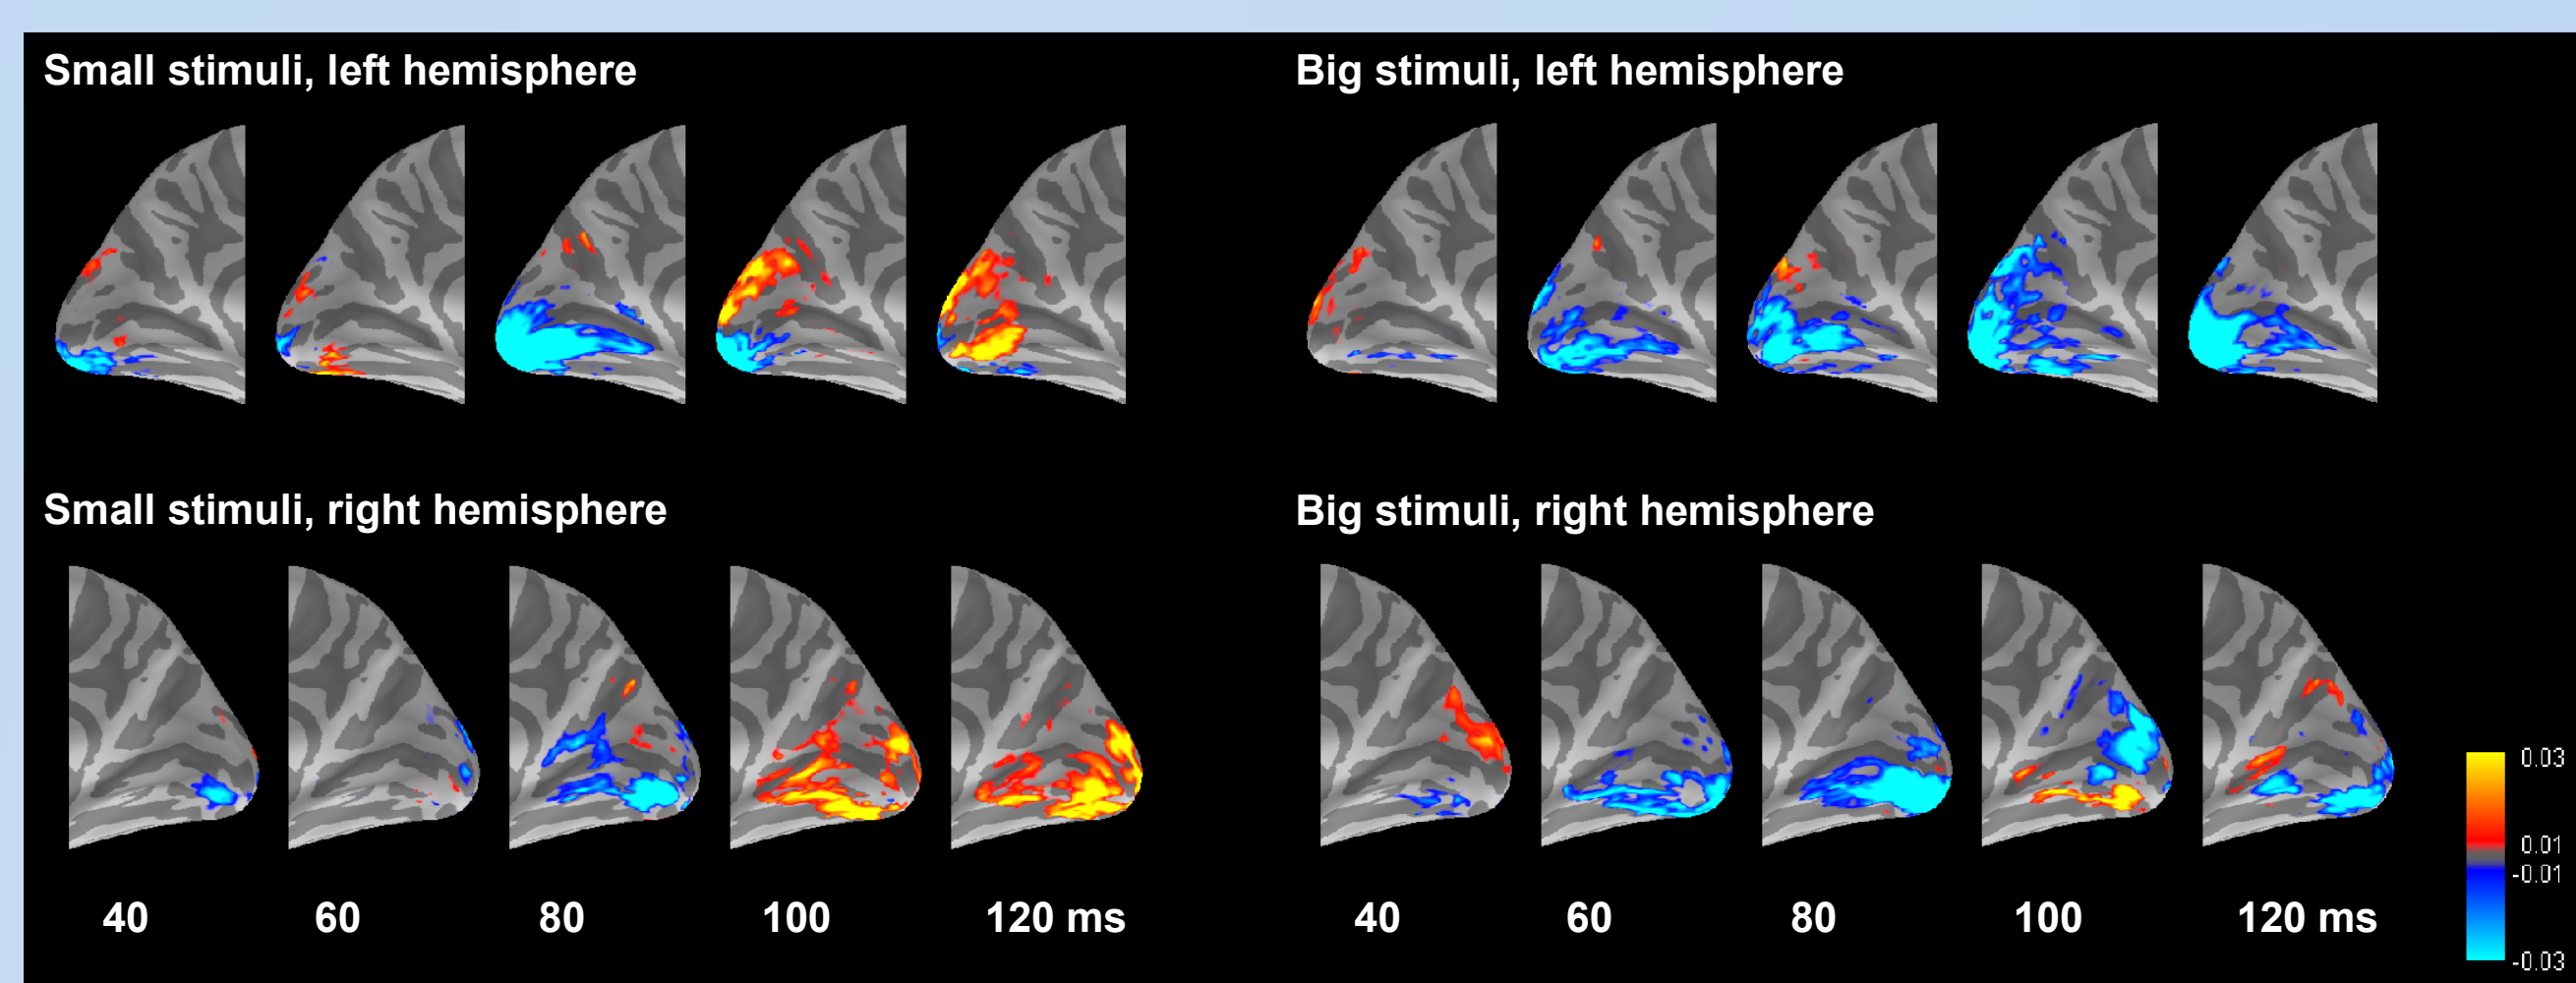 Small stimuli, left hemisphere
Big stimuli, left hemisphere
Small stimuli, right hemisphere
Big stimuli, right hemisphere
40 60 80 100 120 ms
40 60 80 100 120 ms
0.03
0.01
-0.01
-0.03